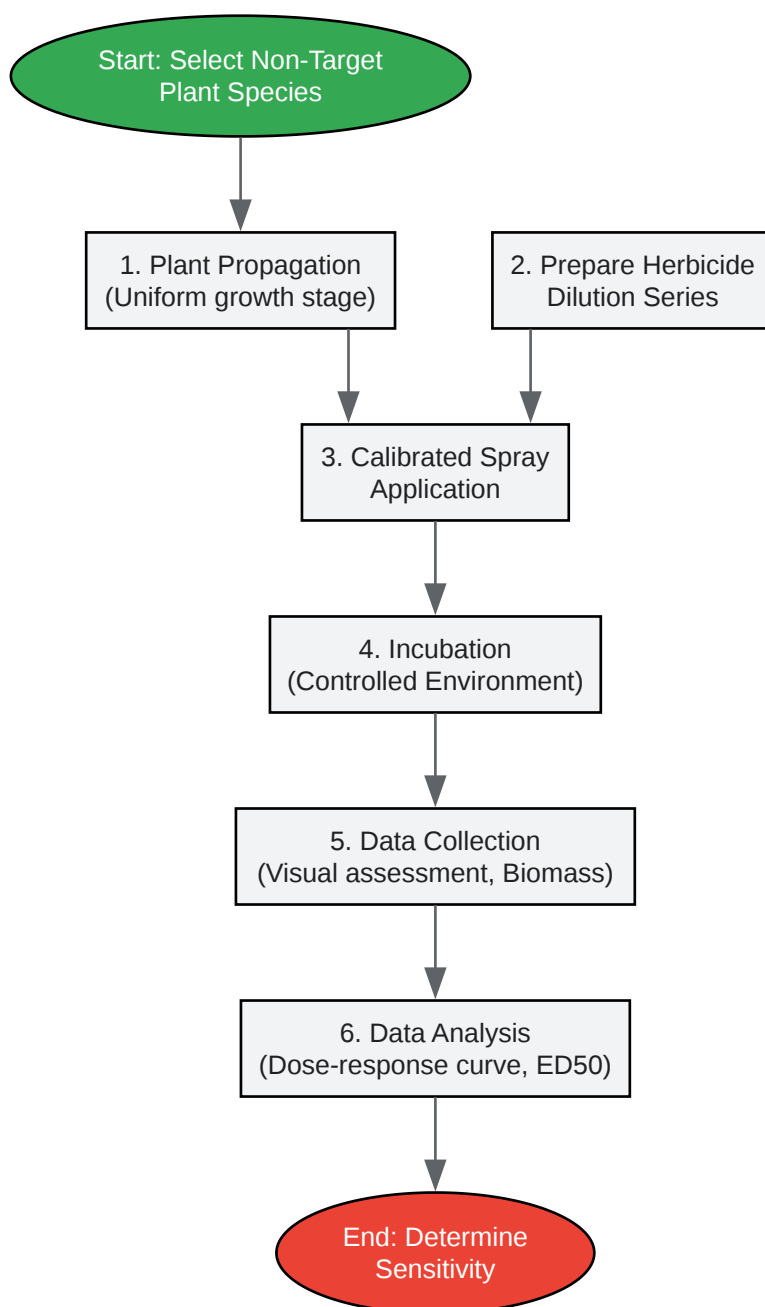 Start: Select Non-Target
Plant Species
1. Plant Propagation
(Uniform growth stage)
2. Prepare Herbicide
Dilution Series
3. Calibrated Spray
Application
4. Incubation
(Controlled Environment)
5. Data Collection
(Visual assessment, Biomass)
6. Data Analysis
(Dose-response curve, ED50)
End: Determine
Sensitivity